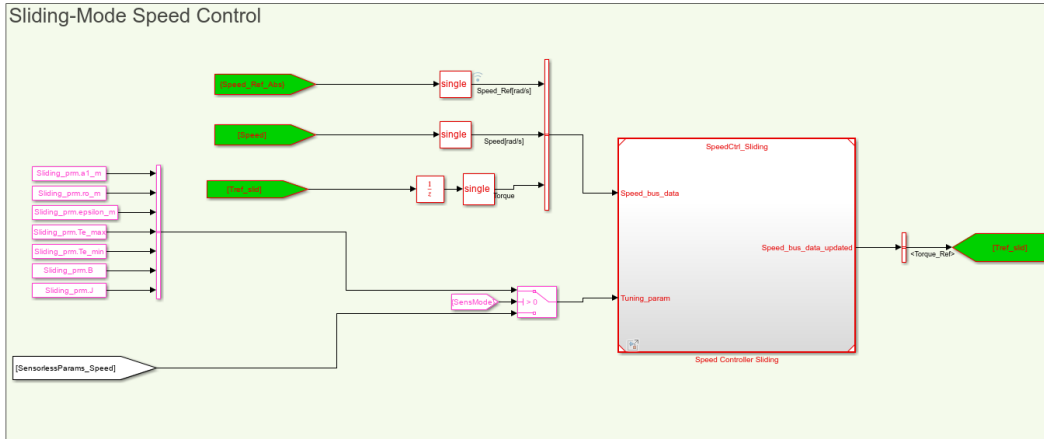 Sliding-Mode Speed Control
[Speed_Ref_Abs]
single
Speed_Ref[rad/s]
[Speed]
single
Speed[rad/s]
SpeedCtrl_Sliding
Sliding_prm.a1_m
Sliding_prm.ro_m
Sliding_prm.epsilon_m
Sliding_prm.Te_max
Sliding_prm.Te_min
Sliding_prm.B
Sliding_prm.J
[Tref_slid]
1
z
single
Torque
Speed_bus_data
Speed_bus_data_updated
<Torque_Ref>
[Tref_slid]
[SensMode]
> 0
Tuning_param
Speed Controller Sliding
[SensorlessParams_Speed]